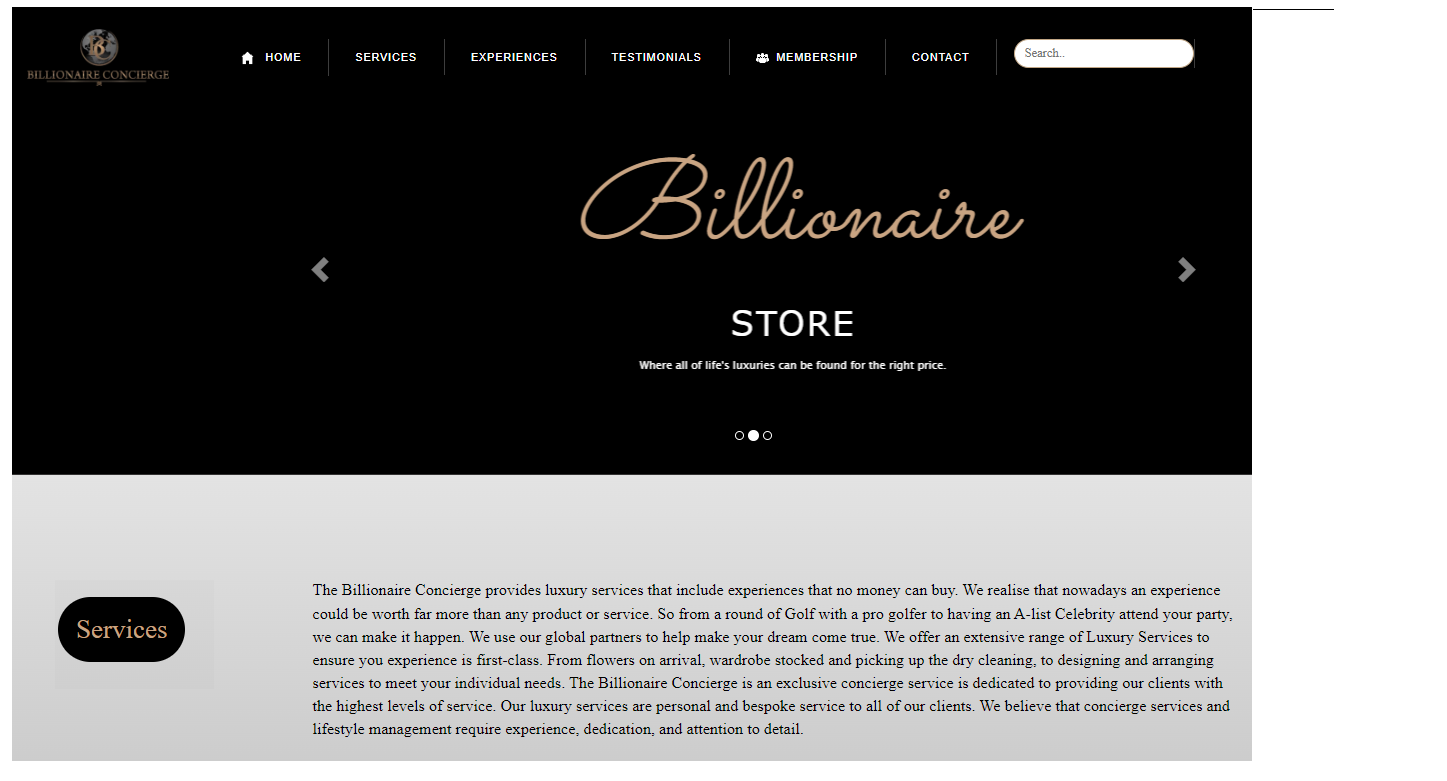 BILLIONAIRE CONCIERGE
HOME SERVICES EXPERIENCES TESTIMONIALS MEMBERSHIP CONTACT Search..
Billionaire
STORE
Where all of life's luxuries can be found for the right price.
Services
The Billionaire Concierge provides luxury services that include experiences that no money can buy. We realise that nowadays an experience
could be worth far more than any product or service. So from a round of Golf with a pro golfer to having an A-list Celebrity attend your party,
we can make it happen. We use our global partners to help make your dream come true. We offer an extensive range of Luxury Services to
ensure you experience is first-class. From flowers on arrival, wardrobe stocked and picking up the dry cleaning, to designing and arranging
services to meet your individual needs. The Billionaire Concierge is an exclusive concierge service is dedicated to providing our clients with
the highest levels of service. Our luxury services are personal and bespoke service to all of our clients. We believe that concierge services and
lifestyle management require experience, dedication, and attention to detail.